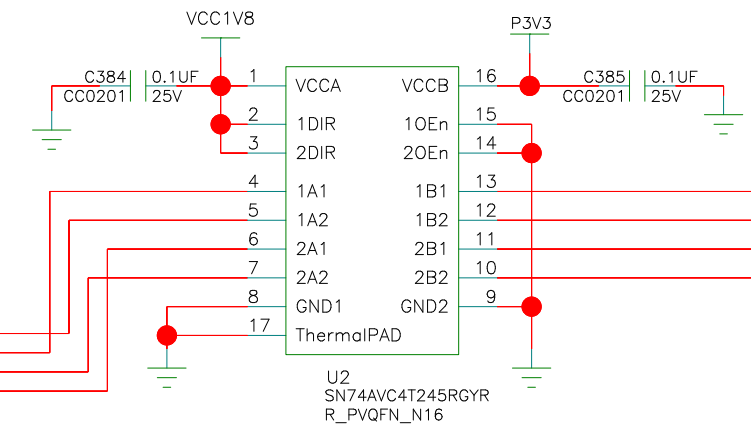 VCC1V8
P3V3
C384 0.1UF
CC0201 25V
C385 0.1UF
CC0201 25V
1 VCCA VCCB 16
2 1DIR 1OEn 15
3 2DIR 2OEn 14
4 1A1 1B1 13
5 1A2 1B2 12
6 2A1 2B1 11
7 2A2 2B2 10
8 GND1 GND2 9
17 ThermalPAD
U2
SN74AVC4T245RGYR
R_PVQFN_N16